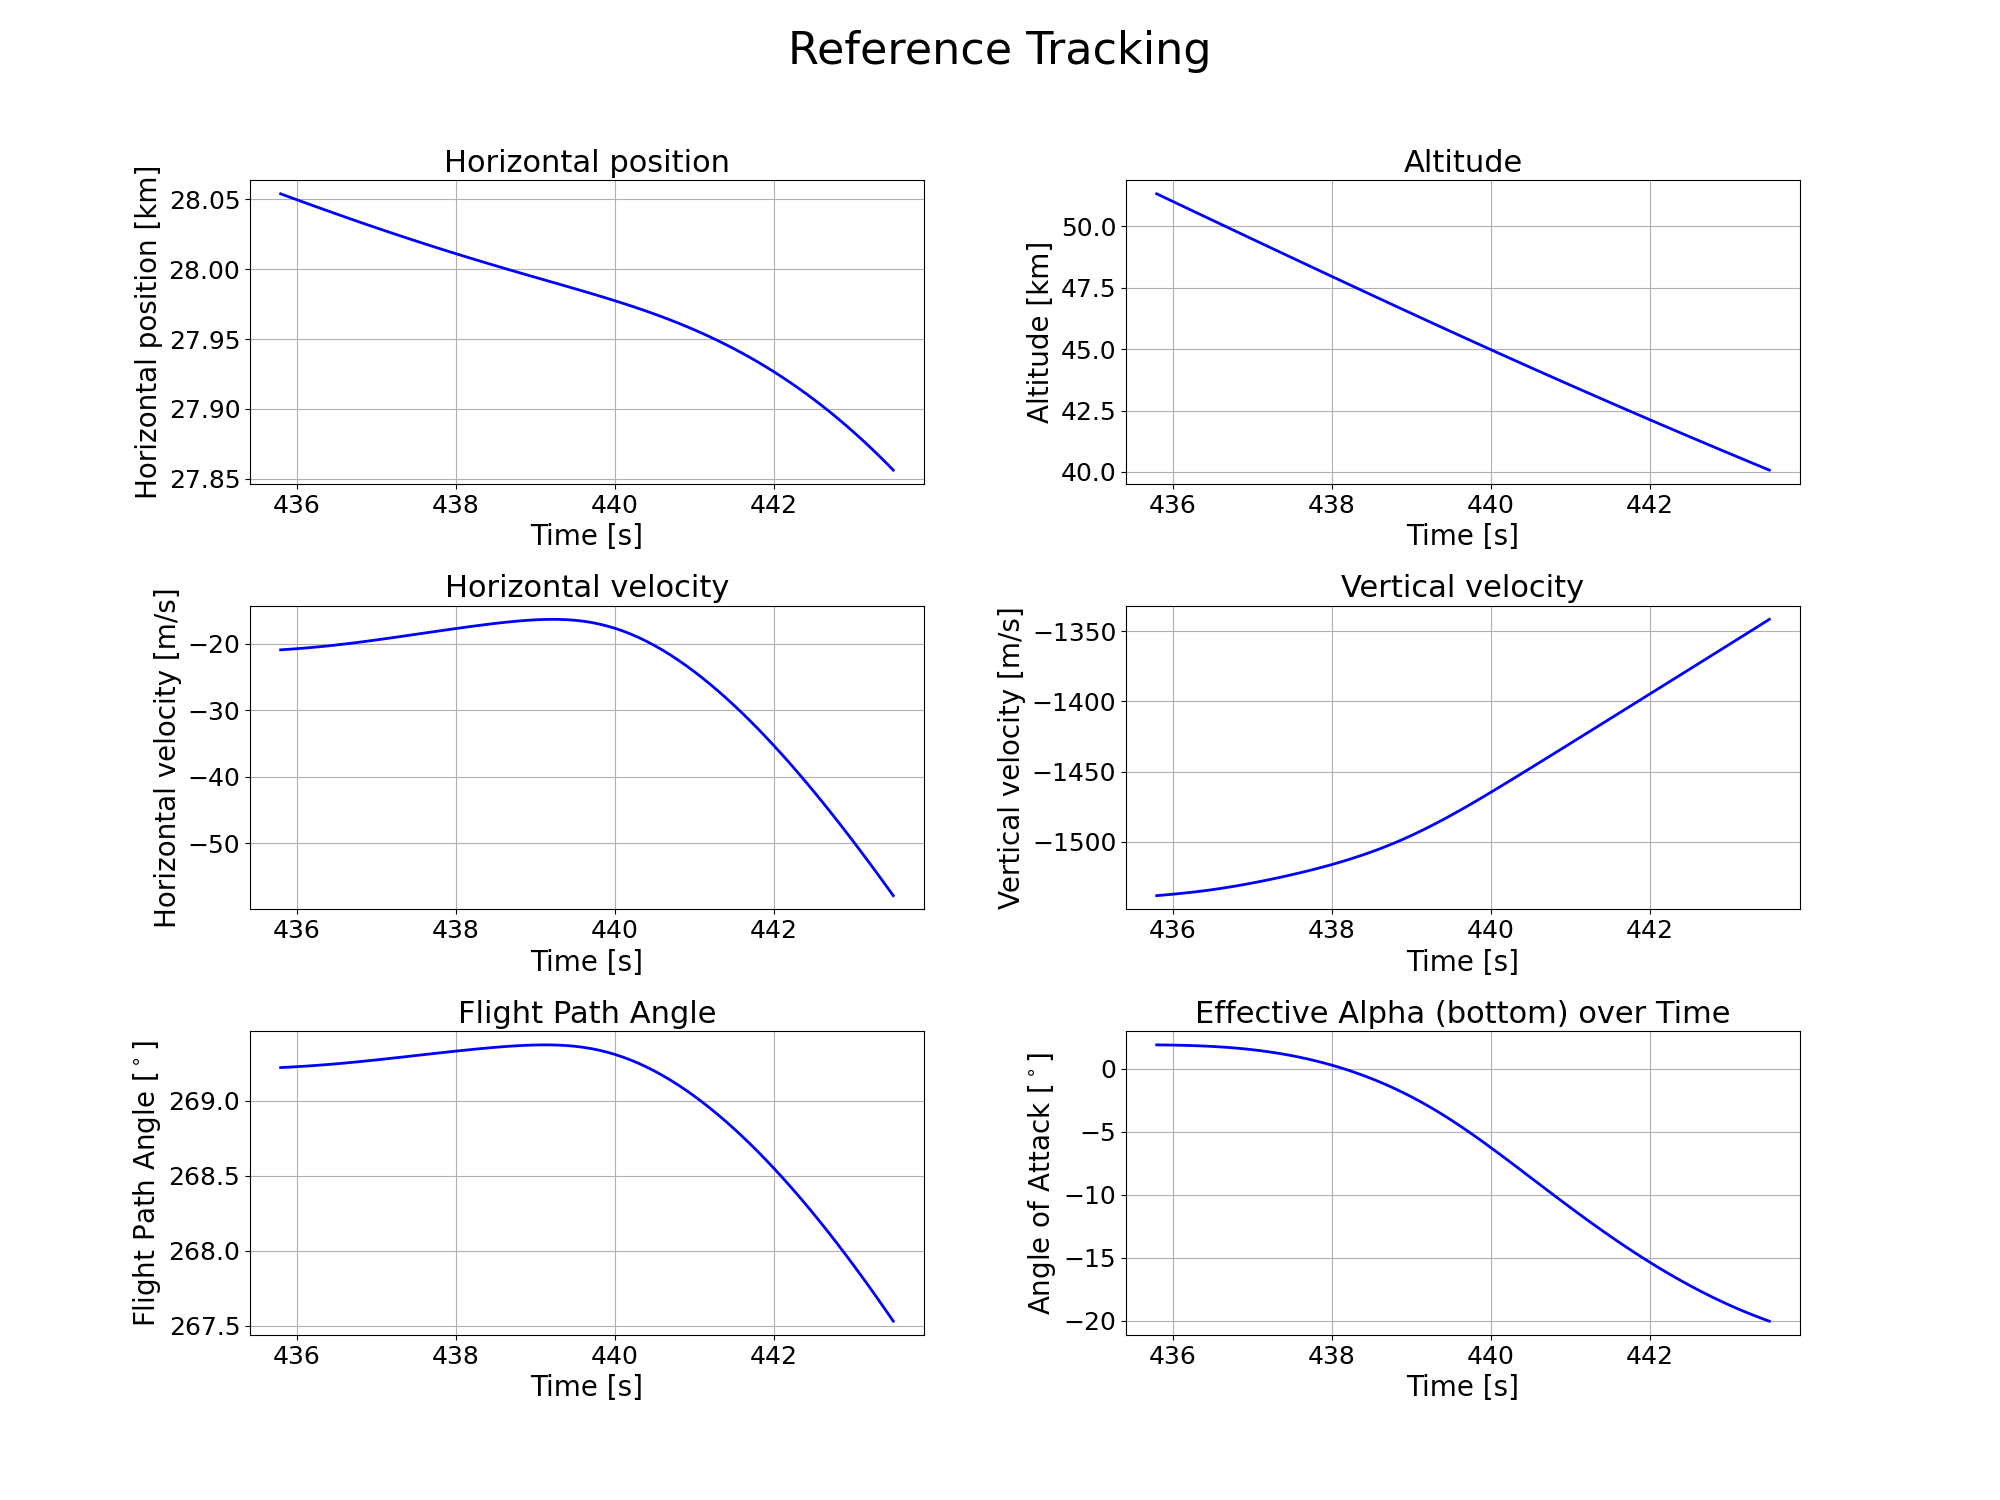 Reference Tracking
Horizontal position
Horizontal position [km]
28.05
28.00
27.95
27.90
27.85
436 438 440 442
Time [s]
Altitude
Altitude [km]
50.0
47.5
45.0
42.5
40.0
436 438 440 442
Time [s]
Horizontal velocity
Horizontal velocity [m/s]
−20
−30
−40
−50
436 438 440 442
Time [s]
Vertical velocity
Vertical velocity [m/s]
−1350
−1400
−1450
−1500
436 438 440 442
Time [s]
Flight Path Angle
Flight Path Angle [°]
269.0
268.5
268.0
267.5
436 438 440 442
Time [s]
Effective Alpha (bottom) over Time
Angle of Attack [°]
0
−5
−10
−15
−20
436 438 440 442
Time [s]